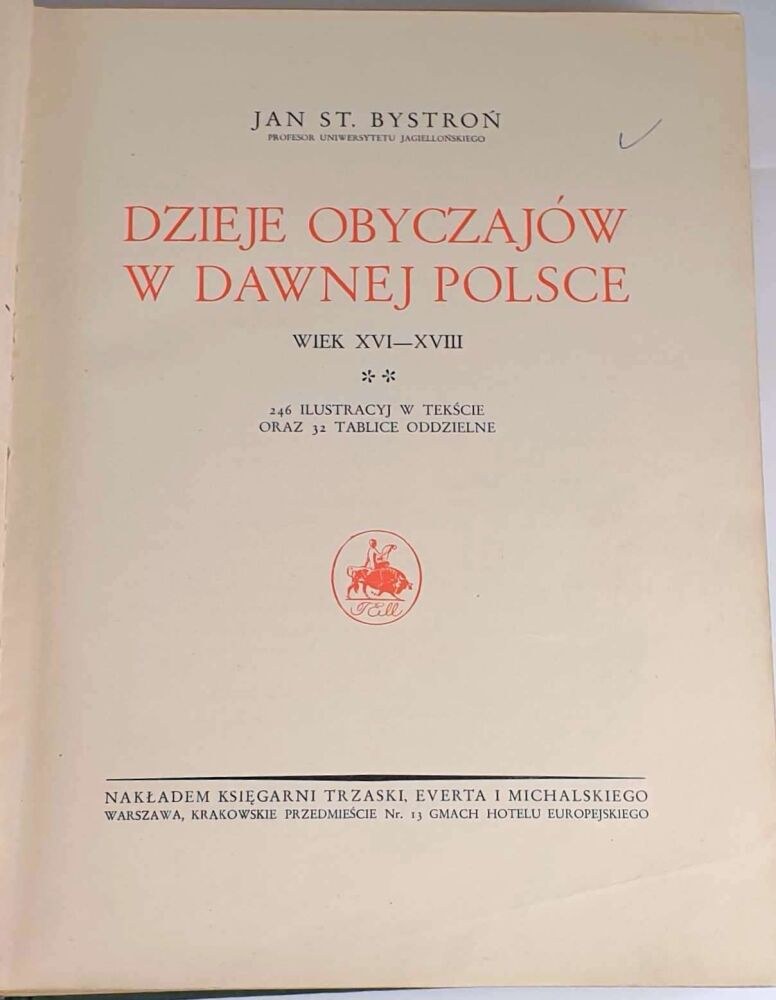 JAN ST. BYSTROŃ
PROFESOR UNIWERSYTETU JAGIELLOŃSKIEGO
DZIEJE OBYCZAJÓW
W DAWNEJ POLSCE
WIEK XVI—XVIII
**
246 ILUSTRACYJ W TEKŚCIE
ORAZ 32 TABLICE ODDZIELNE
TEM
NAKŁADEM KSIĘGARNI TRZASKI, EVERTA I MICHALSKIEGO
WARSZAWA, KRAKOWSKIE PRZEDMIEŚCIE Nr. 13 GMACH HOTELU EUROPEJSKIEGO